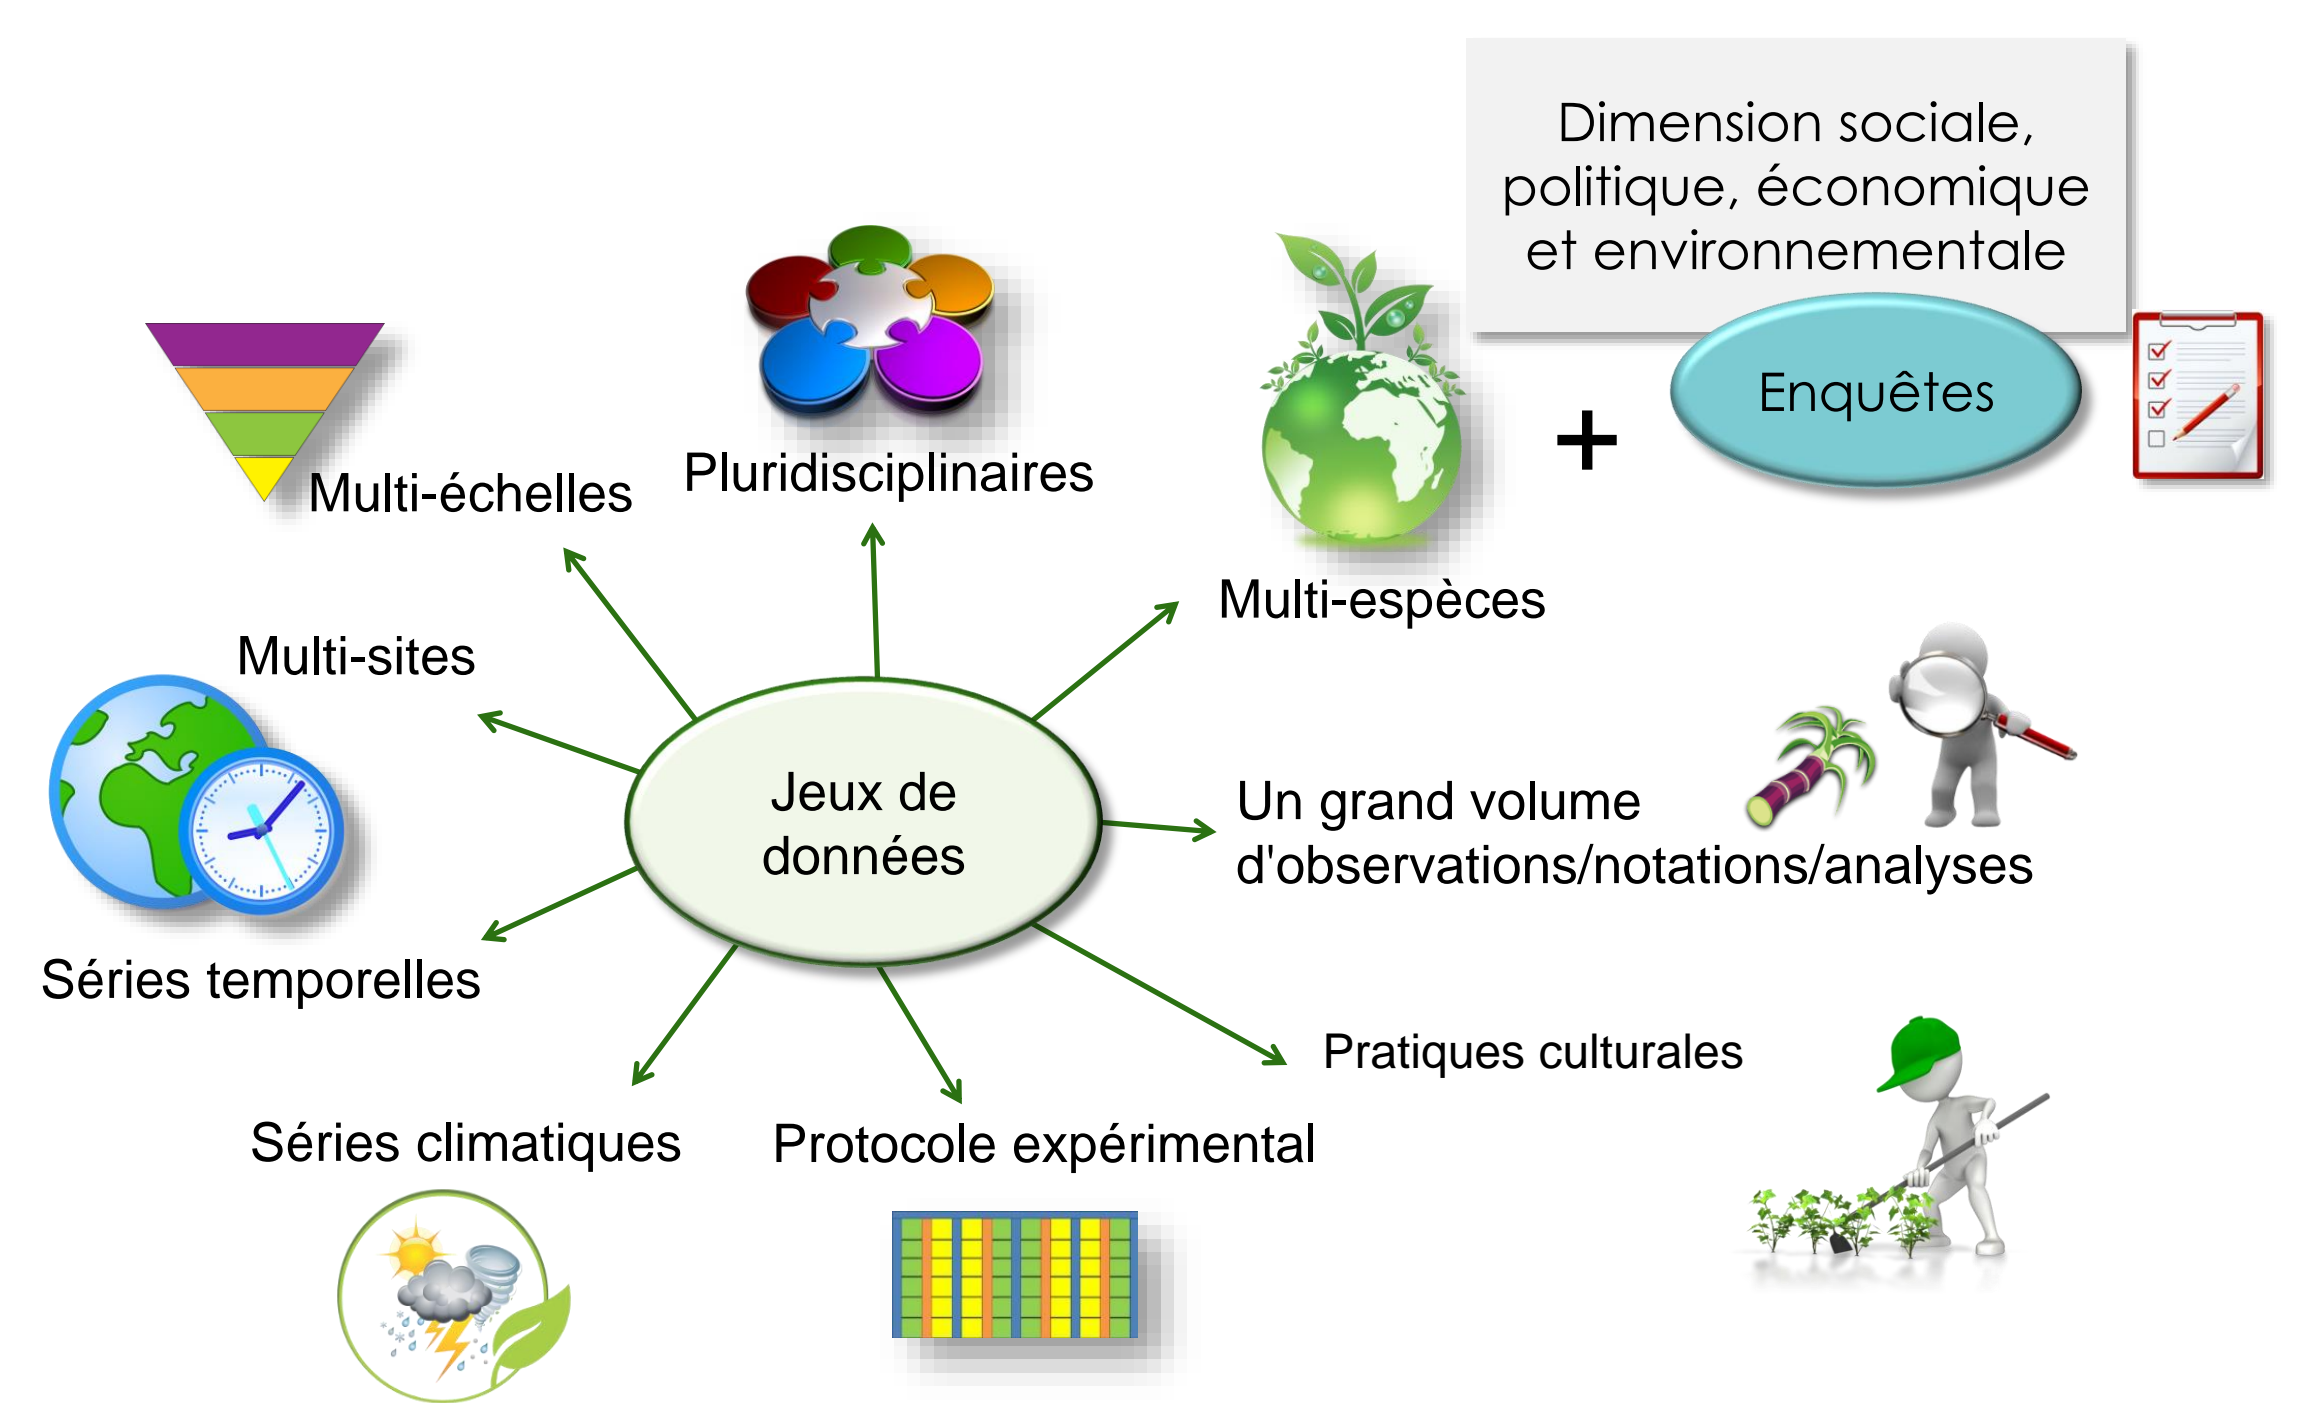 Dimension sociale,
politique, économique
et environnementale
Enquêtes
+
Pluridisciplinaires
Multi-échelles
Multi-espèces
Multi-sites
Jeux de
données
Un grand volume
d'observations/notations/analyses
Séries temporelles
Pratiques culturales
Séries climatiques
Protocole expérimental